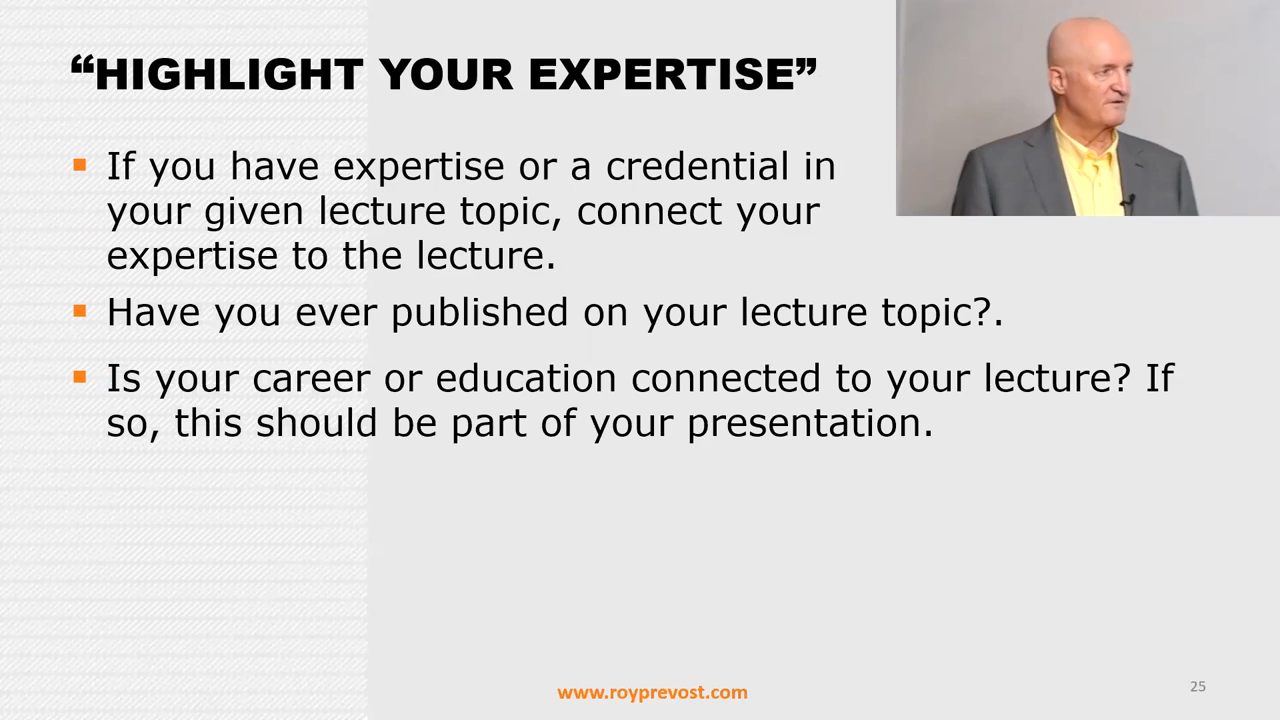 “HIGHLIGHT YOUR EXPERTISE”
If you have expertise or a credential in
your given lecture topic, connect your
expertise to the lecture.
Have you ever published on your lecture topic?.
Is your career or education connected to your lecture? If
so, this should be part of your presentation.
www.royprevost.com
25